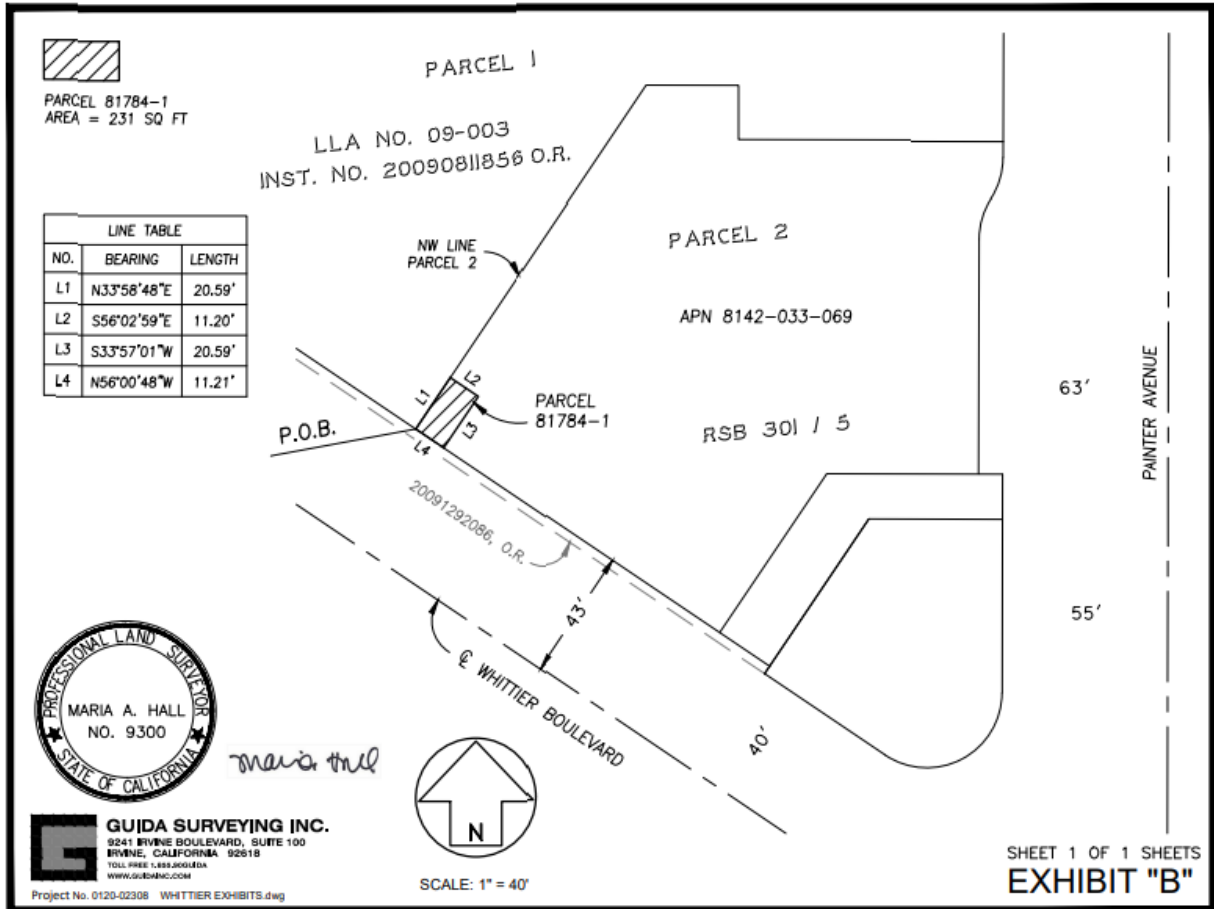 PARCEL 81784-1
AREA = 231 SQ FT
PARCEL 1
LLA NO. 09-003
INST. NO. 20090811856 O.R.
LINE TABLE
NO. BEARING LENGTH
L1 N33°58'48"E 20.59'
L2 S56°02'59"E 11.20'
L3 S33°57'01"W 20.59'
L4 N56°00'48"W 11.21'
NW LINE
PARCEL 2
PARCEL 2
APN 8142-033-069
RSB 301 / 5
L1
L2
L3
L4
PARCEL
81784-1
P.O.B.
20091292086, O.R.
43'
℄ WHITTIER BOULEVARD
40'
63'
55'
PAINTER AVENUE
PROFESSIONAL LAND SURVEYOR
MARIA A. HALL
NO. 9300
STATE OF CALIFORNIA
Maria Hall
GUIDA SURVEYING INC.
9241 IRVINE BOULEVARD, SUITE 100
IRVINE, CALIFORNIA 92618
TOLL FREE 1.855.90GUIDA
WWW.GUIDAINC.COM
Project No. 0120-02308 WHITTIER EXHIBITS.dwg
N
SCALE: 1" = 40'
SHEET 1 OF 1 SHEETS
EXHIBIT "B"